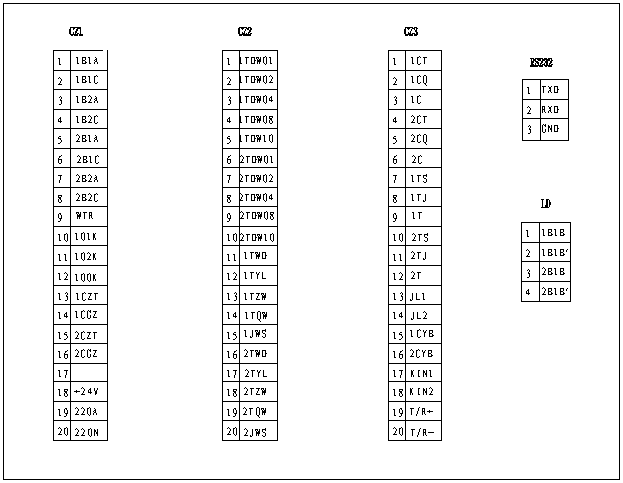 CZ1
1 1B1A
2 1B1C
3 1B2A
4 1B2C
5 2B1A
6 2B1C
7 2B2A
8 2B2C
9 WTR
10 101K
11 102K
12 100K
13 1CZT
14 1CGZ
15 2CZT
16 2CGZ
17
18 +24V
19 220A
20 220N
CZ2
1 1TDW01
2 1TDW02
3 1TDW04
4 1TDW08
5 1TDW10
6 2TDW01
7 2TDW02
8 2TDW04
9 2TDW08
10 2TDW10
11 1TWD
12 1TYL
13 1TZW
14 1TQW
15 1JWS
16 2TWD
17 2TYL
18 2TZW
19 2TQW
20 2JWS
CZ3
1 1CT
2 1CQ
3 1C
4 2CT
5 2CQ
6 2C
7 1TS
8 1TJ
9 1T
10 2TS
11 2TJ
12 2T
13 JL1
14 JL2
15 1CYB
16 2CYB
17 KIN1
18 KIN2
19 T/R+
20 T/R-
RS232
1 TXD
2 RXD
3 GND
LD
1 1B1B
2 1B1B'
3 2B1B
4 2B1B'